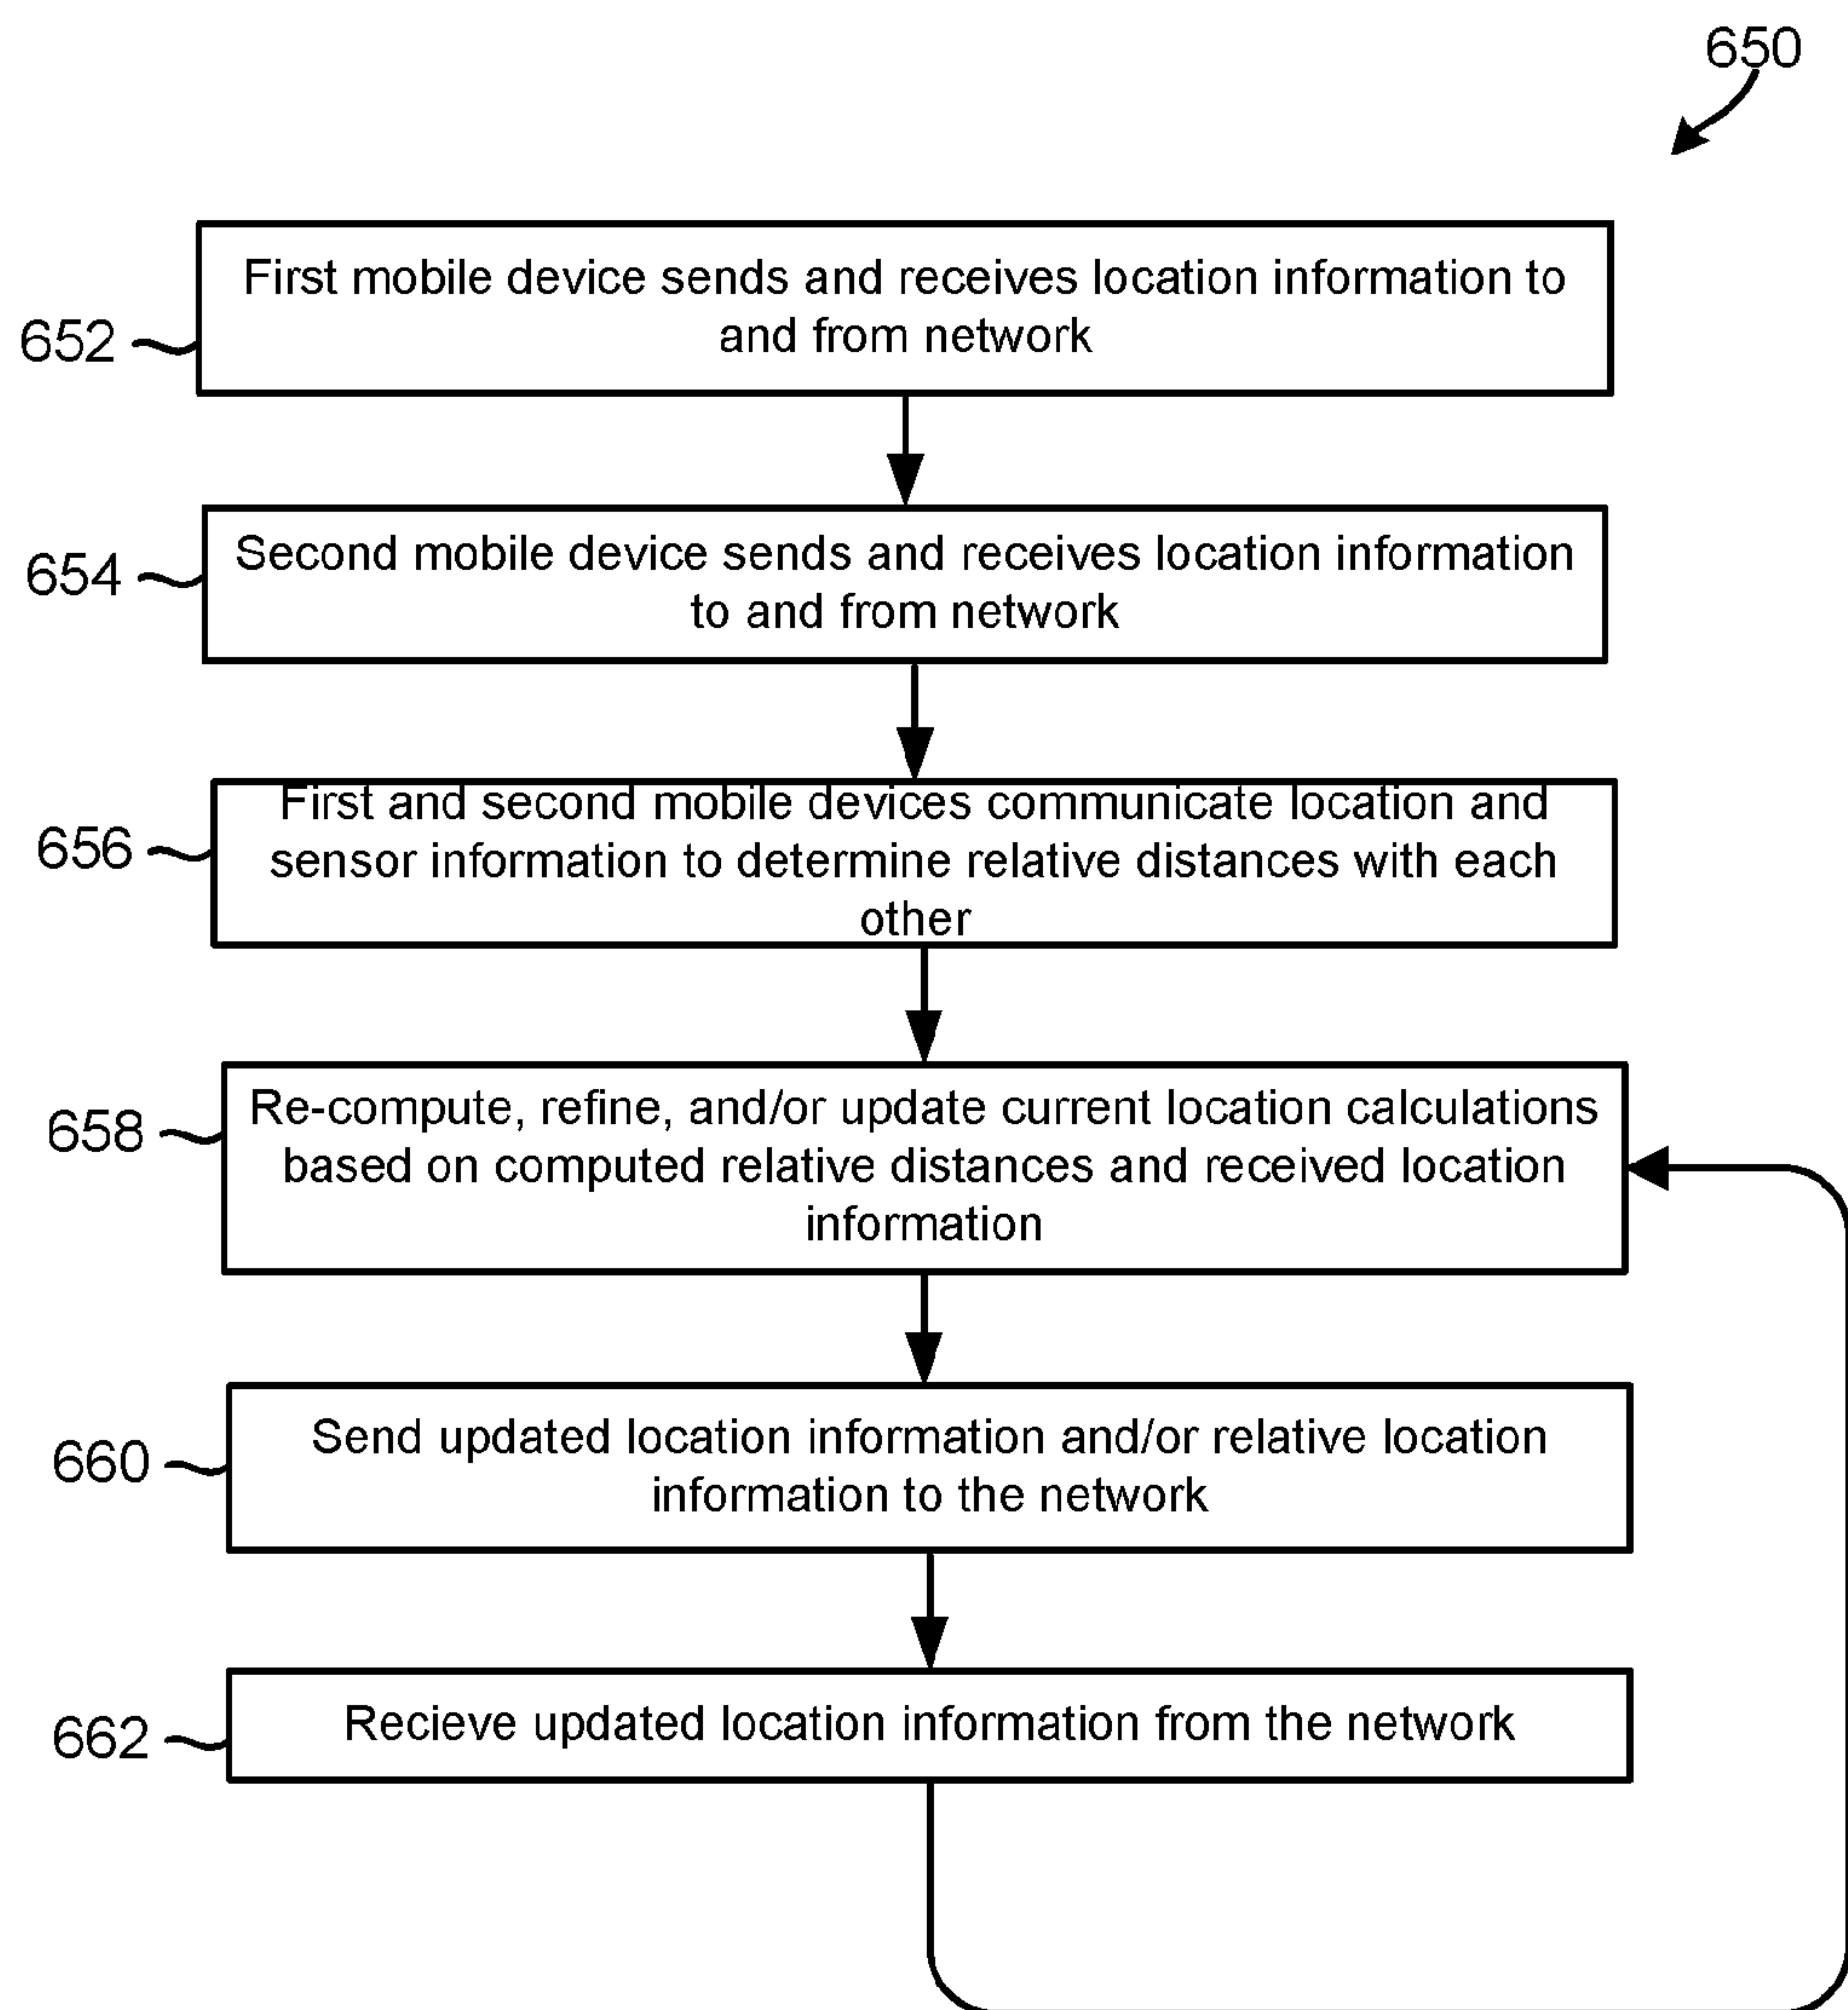 650
652
First mobile device sends and receives location information to
and from network
654
Second mobile device sends and receives location information
to and from network
656
First and second mobile devices communicate location and
sensor information to determine relative distances with each
other
658
Re-compute, refine, and/or update current location calculations
based on computed relative distances and received location
information
660
Send updated location information and/or relative location
information to the network
662
Recieve updated location information from the network